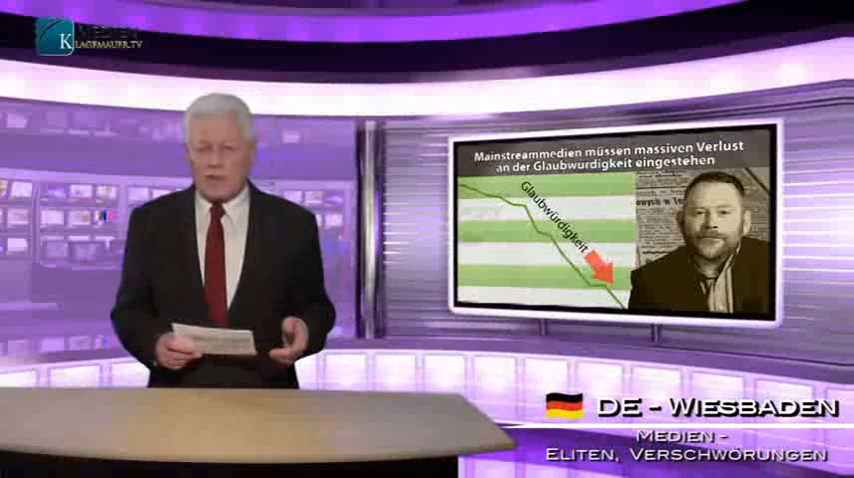 MEDIEN
KLAGEMAUER.TV
Mainstreammedien müssen massiven Verlust
an der Glaubwürdigkeit eingestehen
Glaubwürdigkeit
DE - WIESBADEN
MEDIEN -
ELITEN, VERSCHWÖRUNGEN